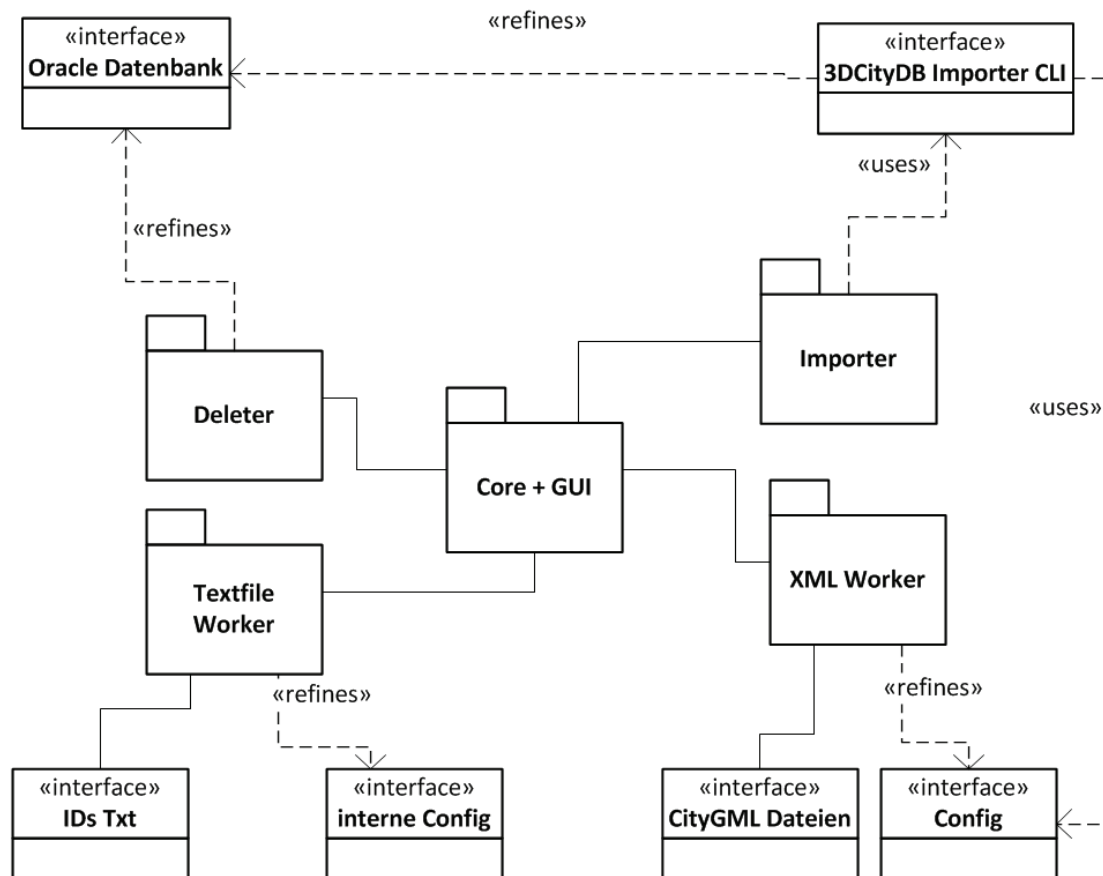 «refines»
«interface»
Oracle Datenbank
«interface»
3DCityDB Importer CLI
«uses»
«refines»
Importer
Deleter
«uses»
Core + GUI
XML Worker
Textfile
Worker
«refines»
«refines»
«interface»
IDs Txt
«interface»
interne Config
«interface»
CityGML Dateien
«interface»
Config